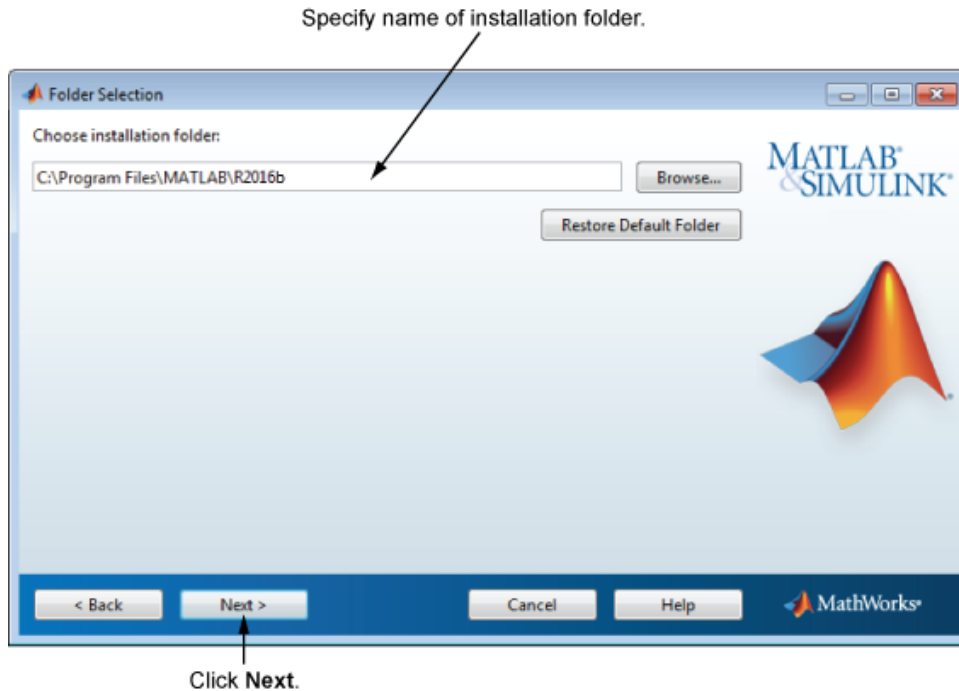 Specify name of installation folder.
Folder Selection
Choose installation folder:
C:\Program Files\MATLAB\R2016b
Browse...
MATLAB®
&SIMULINK®
Restore Default Folder
®
< Back
Next >
Cancel
Help
MathWorks®
Click Next.